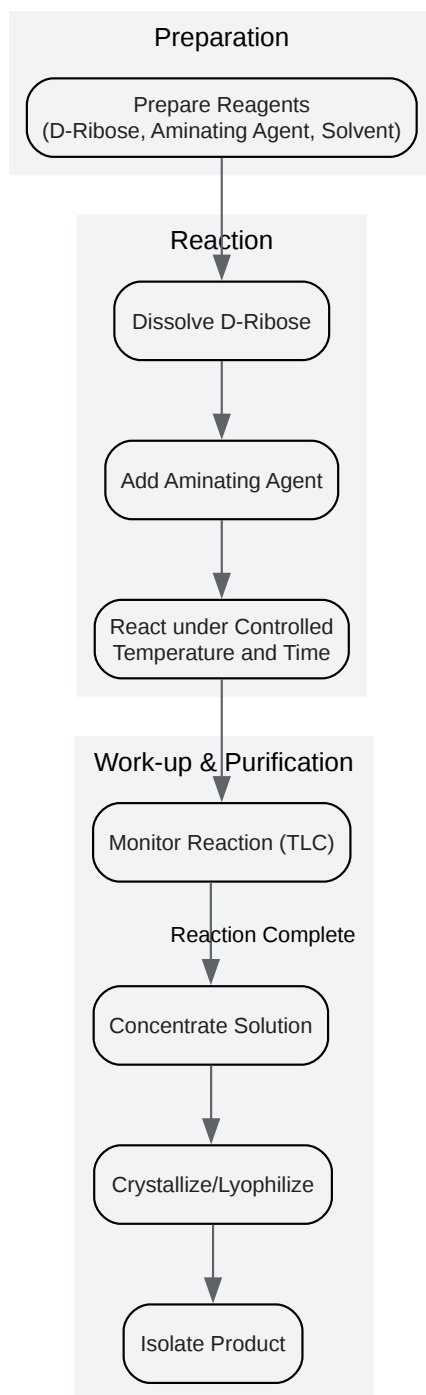 Preparation
Prepare Reagents
(D-Ribose, Aminating Agent, Solvent)
Reaction
Dissolve D-Ribose
Add Aminating Agent
React under Controlled
Temperature and Time
Work-up & Purification
Monitor Reaction (TLC)
Reaction Complete
Concentrate Solution
Crystallize/Lyophilize
Isolate Product